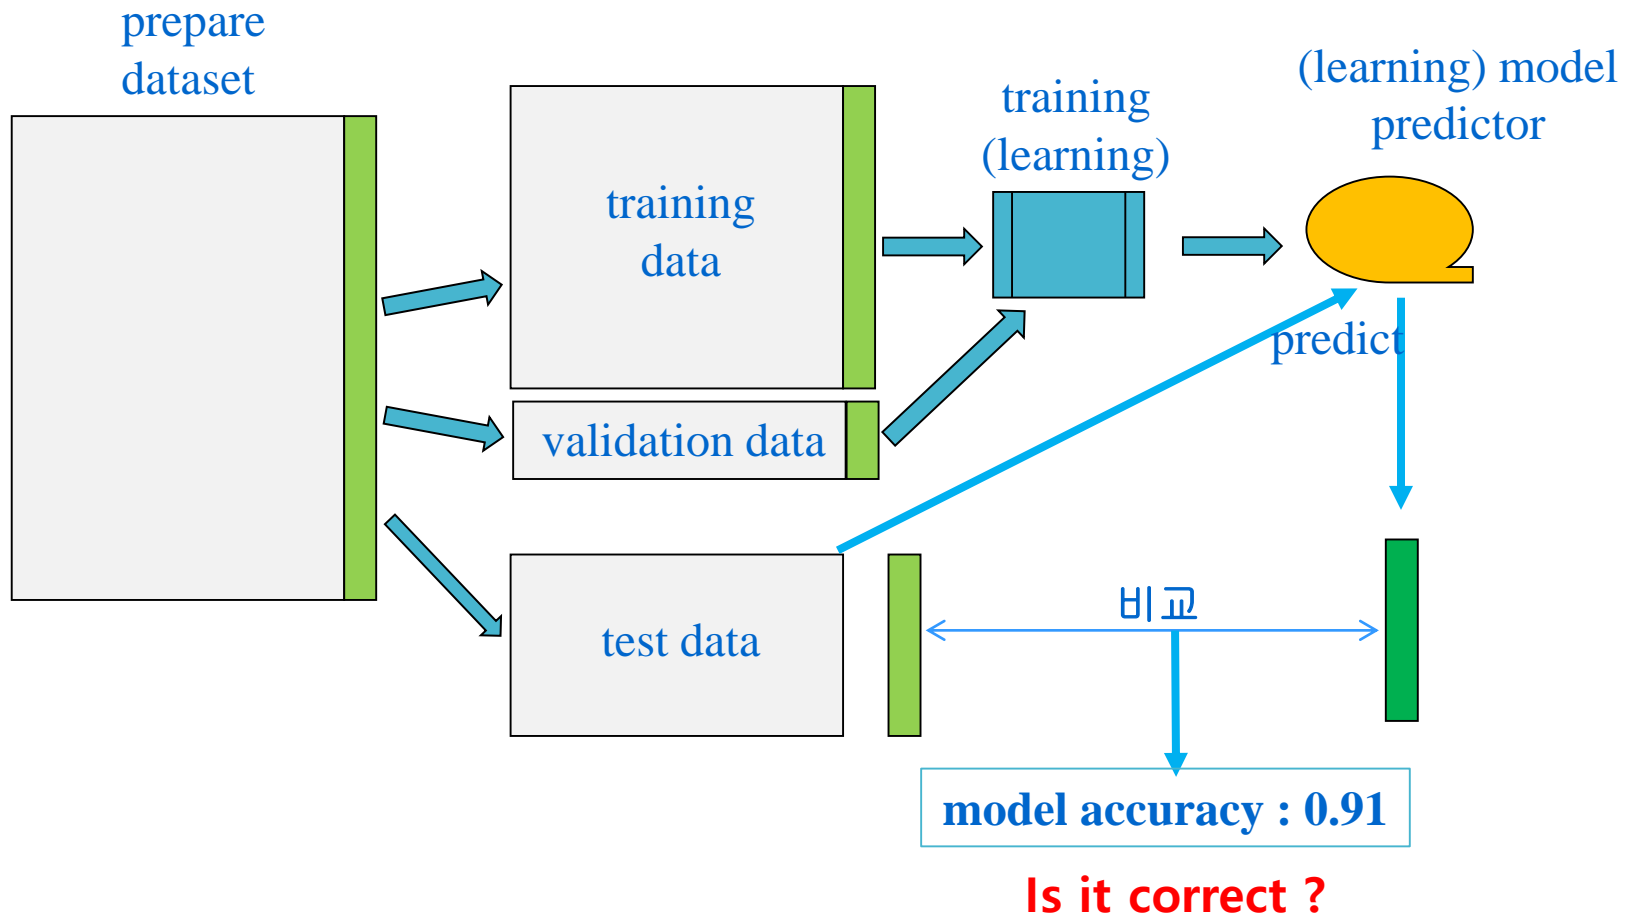 prepare
dataset
training
data
validation data
test data
training
(learning)
(learning) model
predictor
predict
비교
model accuracy : 0.91
Is it correct ?